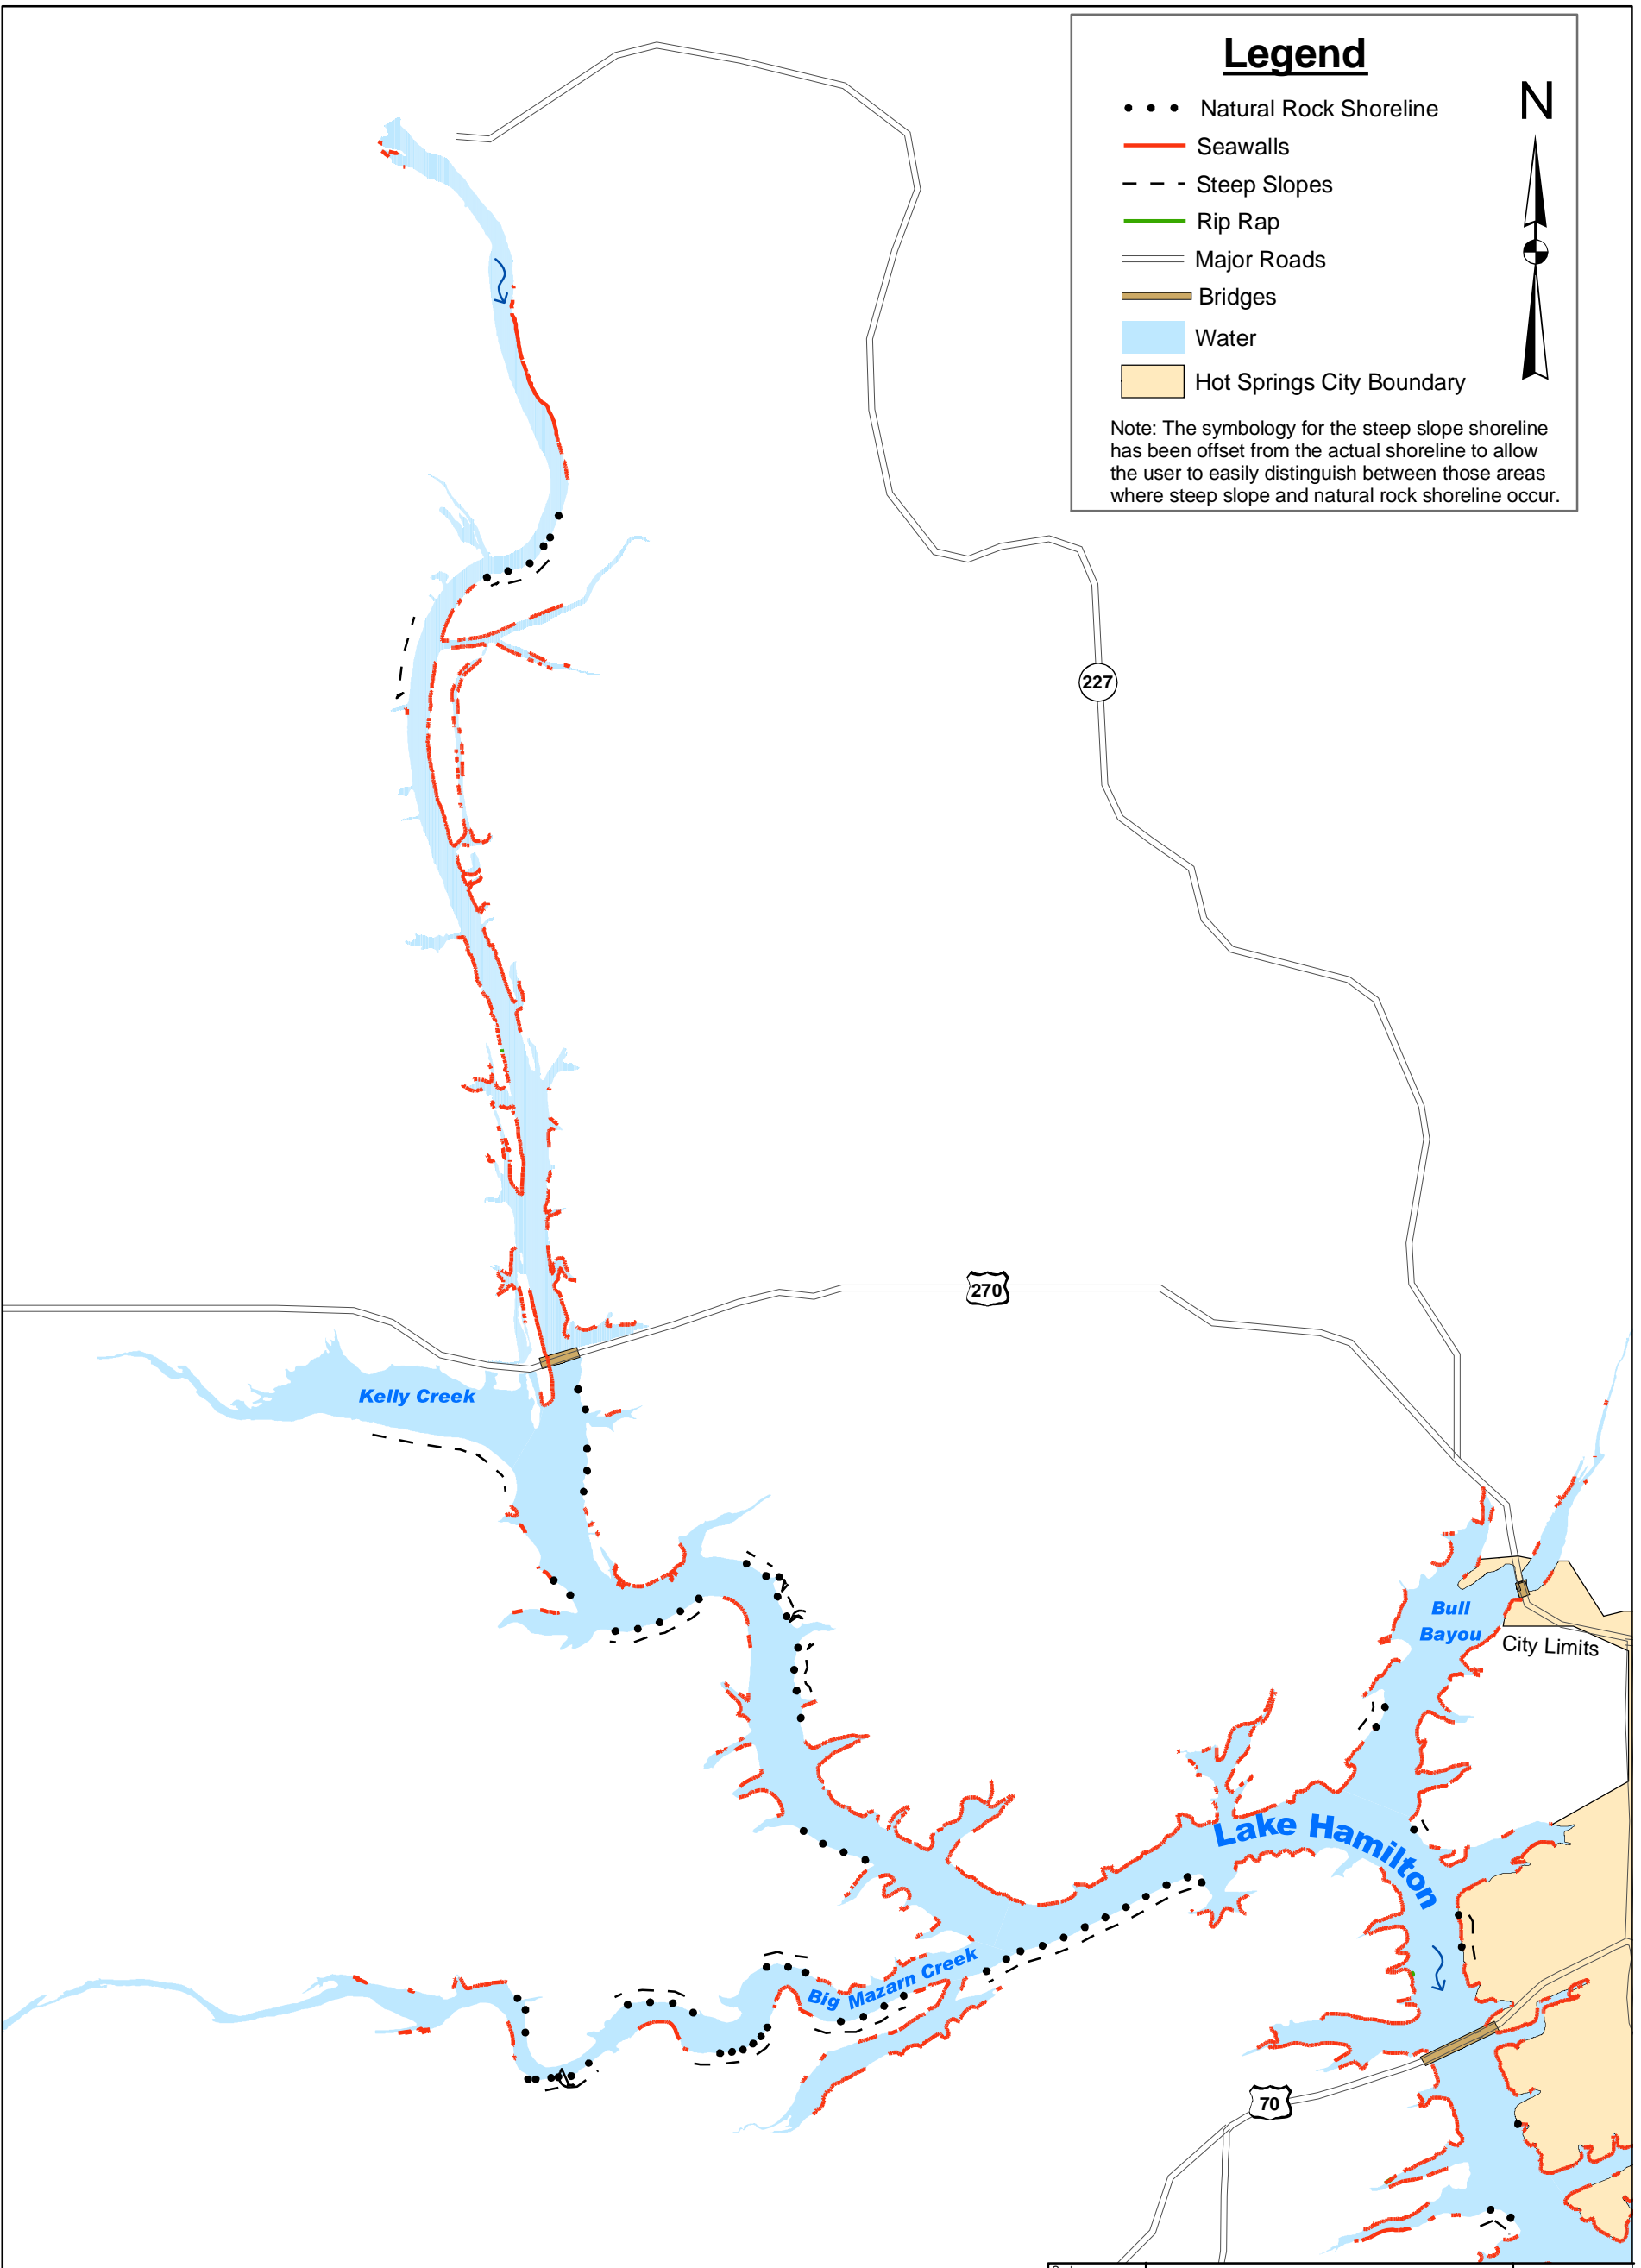 Legend
N
Natural Rock Shoreline
Seawalls
Steep Slopes
Rip Rap
Major Roads
Bridges
Water
Hot Springs City Boundary
Note: The symbology for the steep slope shoreline
has been offset from the actual shoreline to allow
the user to easily distinguish between those areas
where steep slope and natural rock shoreline occur.
227
270
Kelly Creek
Bull
Bayou
City Limits
Lake Hamilton
Big Mazarn Creek
70